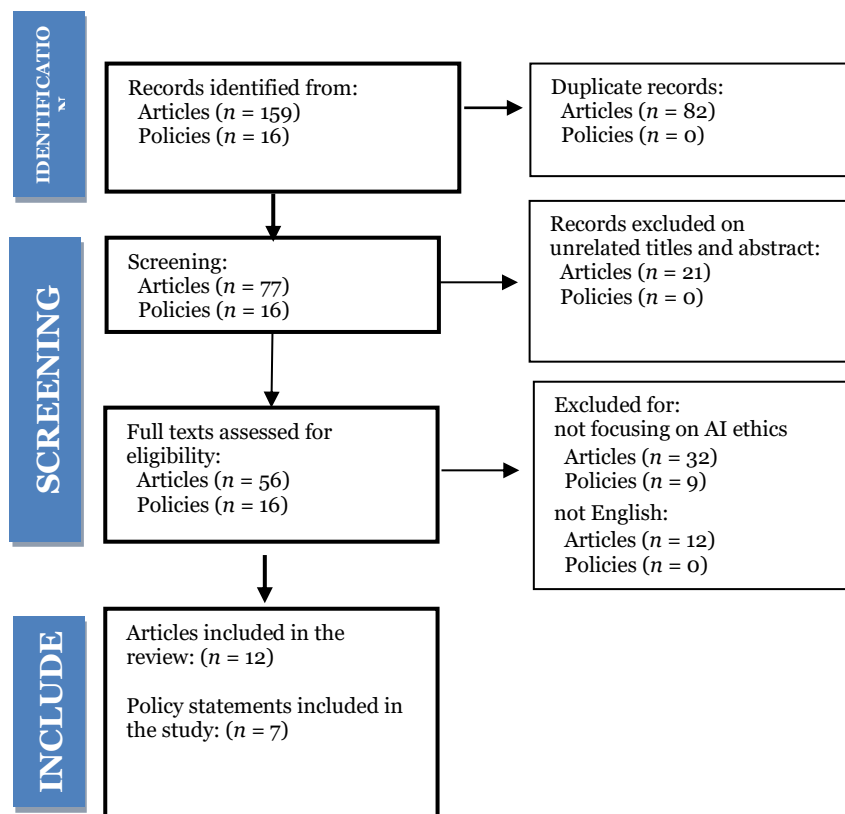 IDENTIFICATIO
N
Records identified from:
Articles (n = 159)
Policies (n = 16)
Duplicate records:
Articles (n = 82)
Policies (n = 0)
SCREENING
Screening:
Articles (n = 77)
Policies (n = 16)
Records excluded on
unrelated titles and abstract:
Articles (n = 21)
Policies (n = 0)
Full texts assessed for
eligibility:
Articles (n = 56)
Policies (n = 16)
Excluded for:
not focusing on AI ethics
Articles (n = 32)
Policies (n = 9)
not English:
Articles (n = 12)
Policies (n = 0)
INCLUDE
Articles included in the
review: (n = 12)
Policy statements included in
the study: (n = 7)